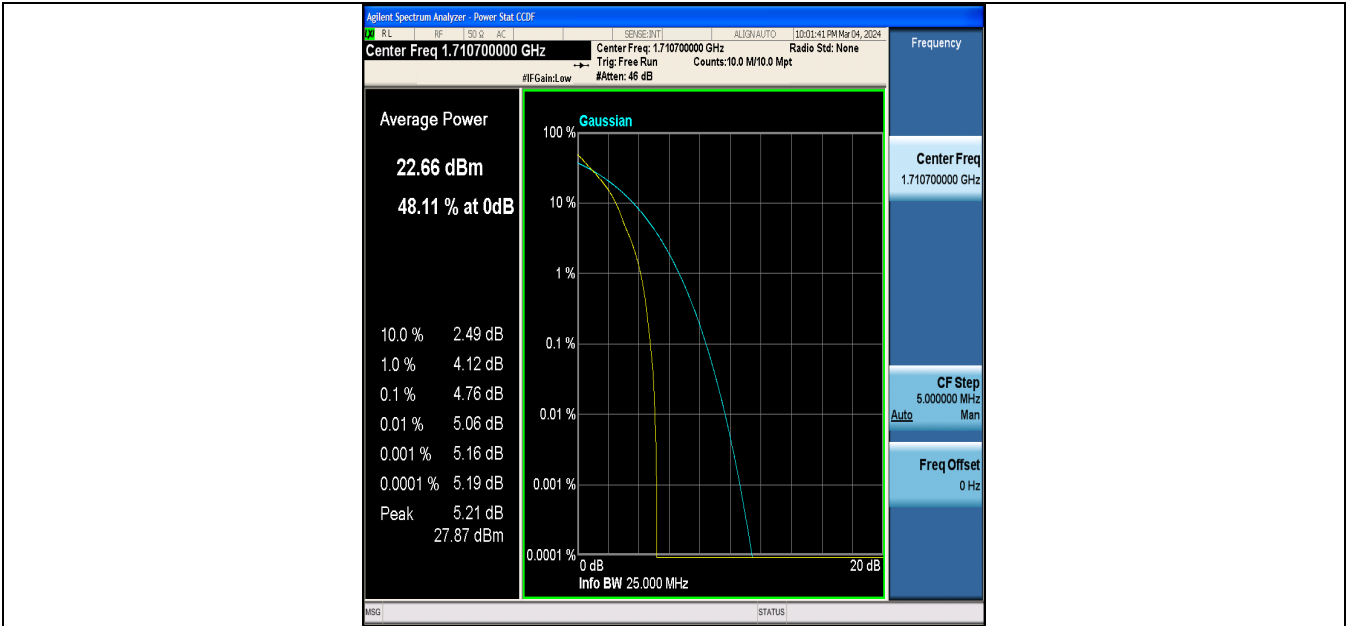 Agilent Spectrum Analyzer - Power Stat CCDF
LXI RL RF 50 Ω AC SENSE:INT ALIGN AUTO 10:01:41 PM Mar 04, 2024
Center Freq 1.710700000 GHz
Center Freq: 1.710700000 GHz Radio Std: None
Trig: Free Run Counts:10.0 M/10.0 Mpt
#IFGain:Low #Atten: 46 dB
Frequency
Average Power
22.66 dBm
48.11 % at 0dB
10.0 % 2.49 dB
1.0 % 4.12 dB
0.1 % 4.76 dB
0.01 % 5.06 dB
0.001 % 5.16 dB
0.0001 % 5.19 dB
Peak 5.21 dB
27.87 dBm
Gaussian
100 %
10 %
1 %
0.1 %
0.01 %
0.001 %
0.0001 %
0 dB 20 dB
Info BW 25.000 MHz
Center Freq
1.710700000 GHz
CF Step
5.000000 MHz
Auto Man
Freq Offset
0 Hz
MSG STATUS